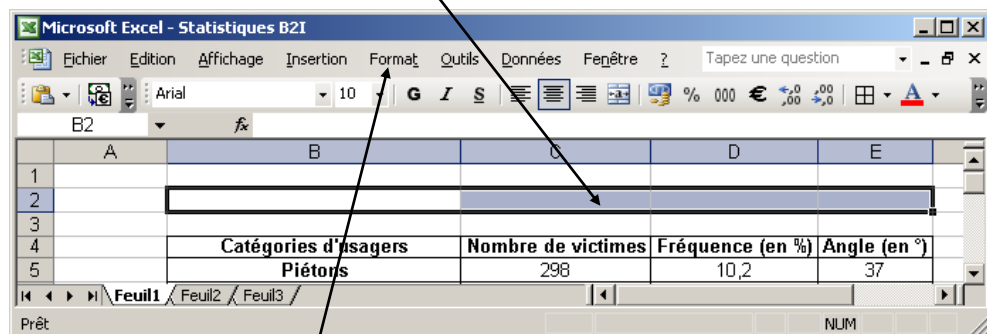 Microsoft Excel - Statistiques B2I
Fichier Edition Affichage Insertion Format Outils Données Fenêtre ? Tapez une question
Arial 10 G I S % 000 € ,00 ,00
B2 fx
A B C D E
1
2
3
4 Catégories d'usagers Nombre de victimes Fréquence (en %) Angle (en °)
5 Piétons 298 10,2 37
Feuil1 Feuil2 Feuil3
Prêt NUM